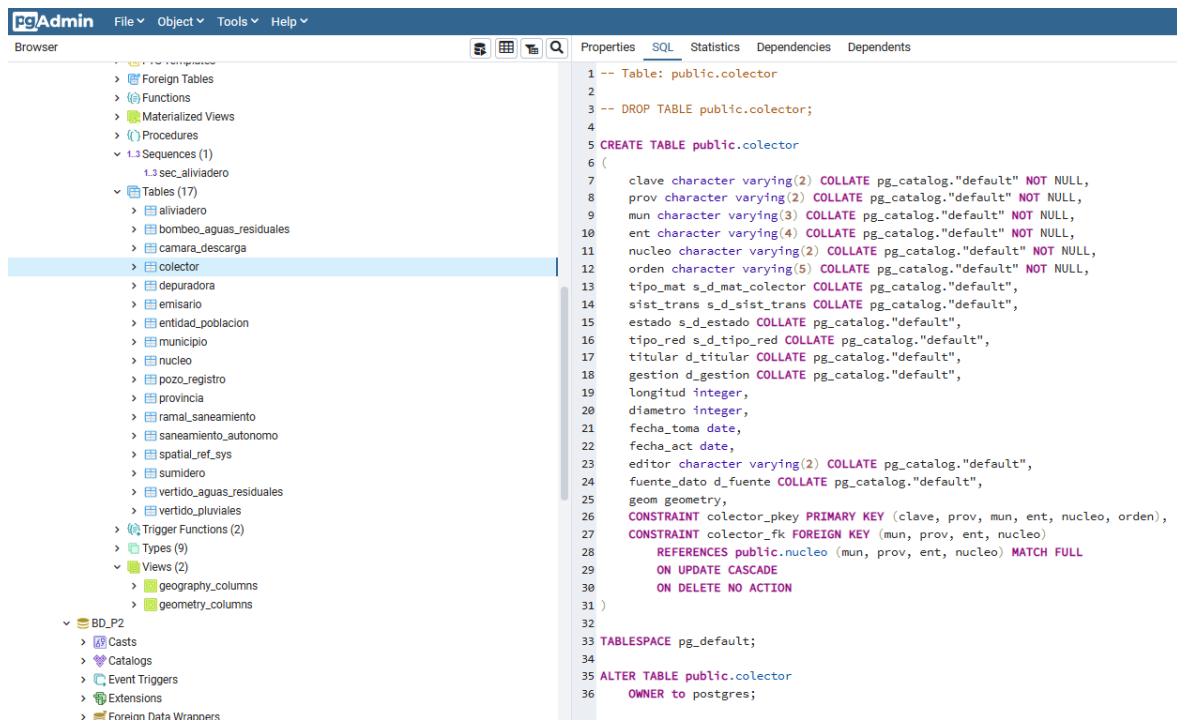 pgAdmin File Object Tools Help
Browser
Properties SQL Statistics Dependencies Dependents
FTS Templates
Foreign Tables
Functions
Materialized Views
Procedures
1..3 Sequences (1)
1..3 sec_aliviadero
Tables (17)
aliviadero
bombeo_aguas_residuales
camara_descarga
colector
depuradora
emisario
entidad_poblacion
municipio
nucleo
pozo_registro
provincia
ramal_saneamiento
saneamiento_autonomo
spatial_ref_sys
sumidero
vertido_aguas_residuales
vertido_pluviales
Trigger Functions (2)
Types (9)
Views (2)
geography_columns
geometry_columns
BD_P2
Casts
Catalogs
Event Triggers
Extensions
Foreign Data Wrappers
1 -- Table: public.colector
2
3 -- DROP TABLE public.colector;
4
5 CREATE TABLE public.colector
6 (
7 clave character varying(2) COLLATE pg_catalog."default" NOT NULL,
8 prov character varying(2) COLLATE pg_catalog."default" NOT NULL,
9 mun character varying(3) COLLATE pg_catalog."default" NOT NULL,
10 ent character varying(4) COLLATE pg_catalog."default" NOT NULL,
11 nucleo character varying(2) COLLATE pg_catalog."default" NOT NULL,
12 orden character varying(5) COLLATE pg_catalog."default" NOT NULL,
13 tipo_mat s_d_mat_colector COLLATE pg_catalog."default",
14 sist_trans s_d_sist_trans COLLATE pg_catalog."default",
15 estado s_d_estado COLLATE pg_catalog."default",
16 tipo_red s_d_tipo_red COLLATE pg_catalog."default",
17 titular d_titular COLLATE pg_catalog."default",
18 gestion d_gestion COLLATE pg_catalog."default",
19 longitud integer,
20 diametro integer,
21 fecha_toma date,
22 fecha_act date,
23 editor character varying(2) COLLATE pg_catalog."default",
24 fuente_dato d_fuente COLLATE pg_catalog."default",
25 geom geometry,
26 CONSTRAINT colector_pkey PRIMARY KEY (clave, prov, mun, ent, nucleo, orden),
27 CONSTRAINT colector_fk FOREIGN KEY (mun, prov, ent, nucleo)
28 REFERENCES public.nucleo (mun, prov, ent, nucleo) MATCH FULL
29 ON UPDATE CASCADE
30 ON DELETE NO ACTION
31 )
32
33 TABLESPACE pg_default;
34
35 ALTER TABLE public.colector
36 OWNER to postgres;